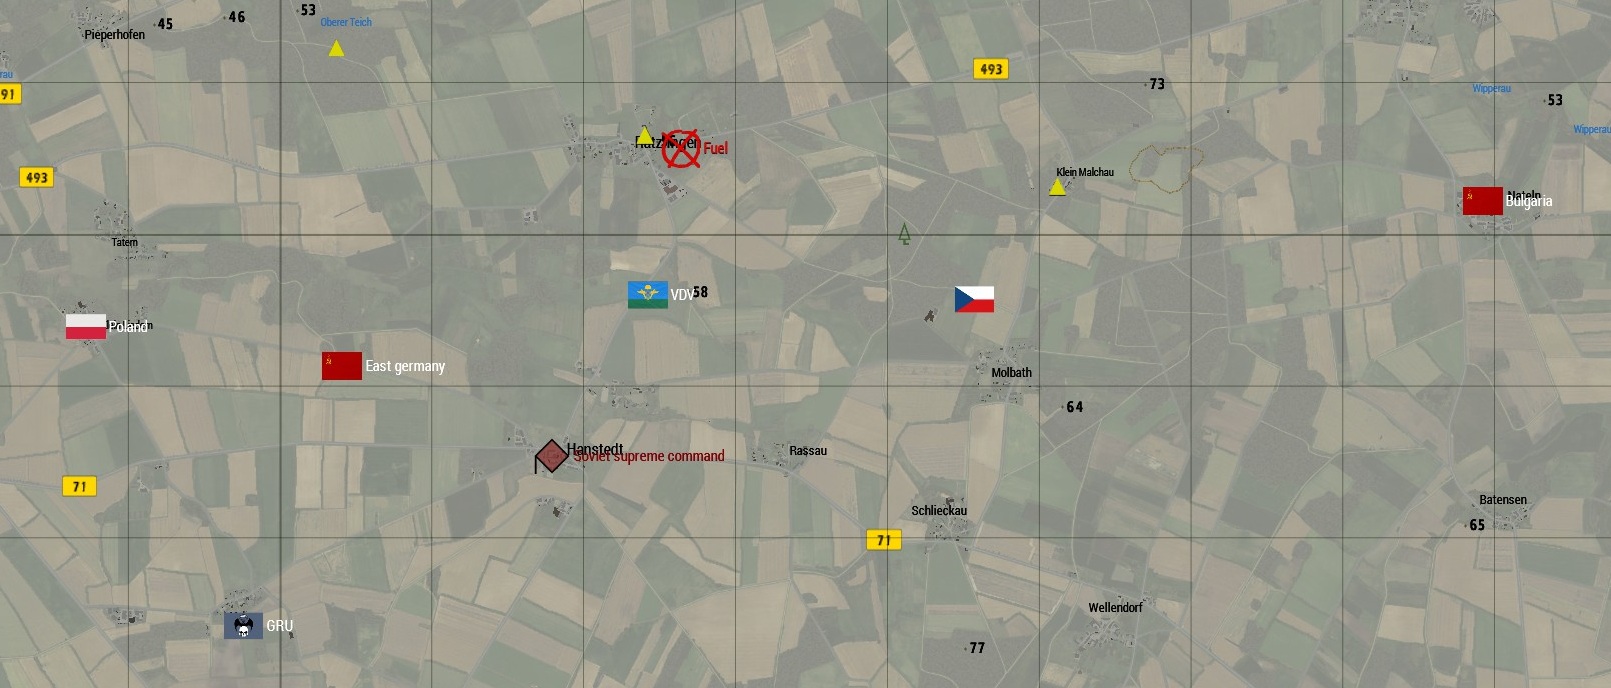 53
46
45
Oberer Teich
Pieperhofen
493
73
Wipperau
53
91
Wipperau
Fuel
Klein Malchau
493
Nateln
Bulgaria
Tatem
VDV
58
Poland
East germany
Molbath
64
Hanstedt
Soviet supreme command
Rassau
71
Batensen
65
Schlieckau
71
Wellendorf
GRU
77